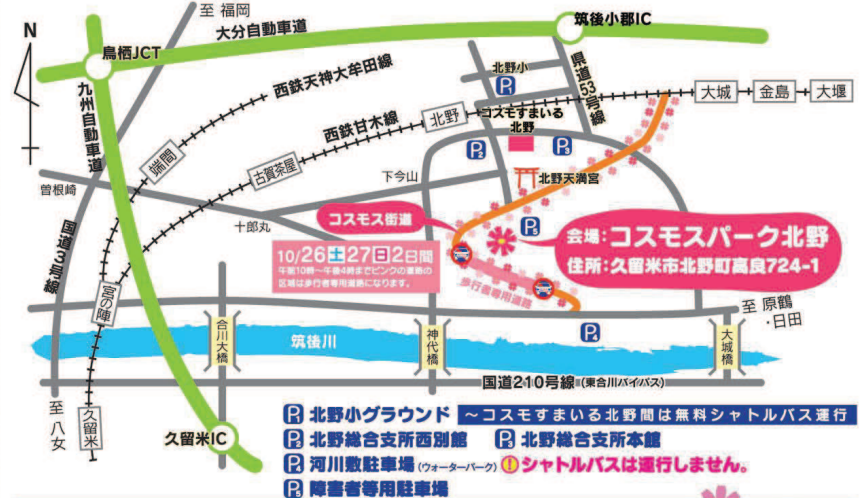 至 福岡
大分自動車道
筑後小郡IC
N
鳥栖JCT
九州自動車道
西鉄天神大牟田線
北野小
P1
県道53号線
西鉄甘木線
北野
コスモすまいる
北野
大城
金島
大堰
端間
古賀茶屋
P2
P3
下今山
北野天満宮
曽根崎
十郎丸
コスモス街道
P5
国道3号線
会場:コスモスパーク北野
住所:久留米市北野町高良724-1
10/26土27日2日間
午前10時〜午後4時までピンクの道路の
区域は歩行者専用道路になります。
歩行者専用道路
宮の陣
至 原鶴
・日田
合川大橋
筑後川
神代橋
P4
大城橋
国道210号線(東合川バイパス)
至 八女
久留米
久留米IC
P1 北野小グラウンド 〜コスモすまいる北野間は無料シャトルバス運行
P2 北野総合支所西別館 P3 北野総合支所本館
P4 河川敷駐車場(ウォーターパーク) ! シャトルバスは運行しません。
P5 障害者等用駐車場